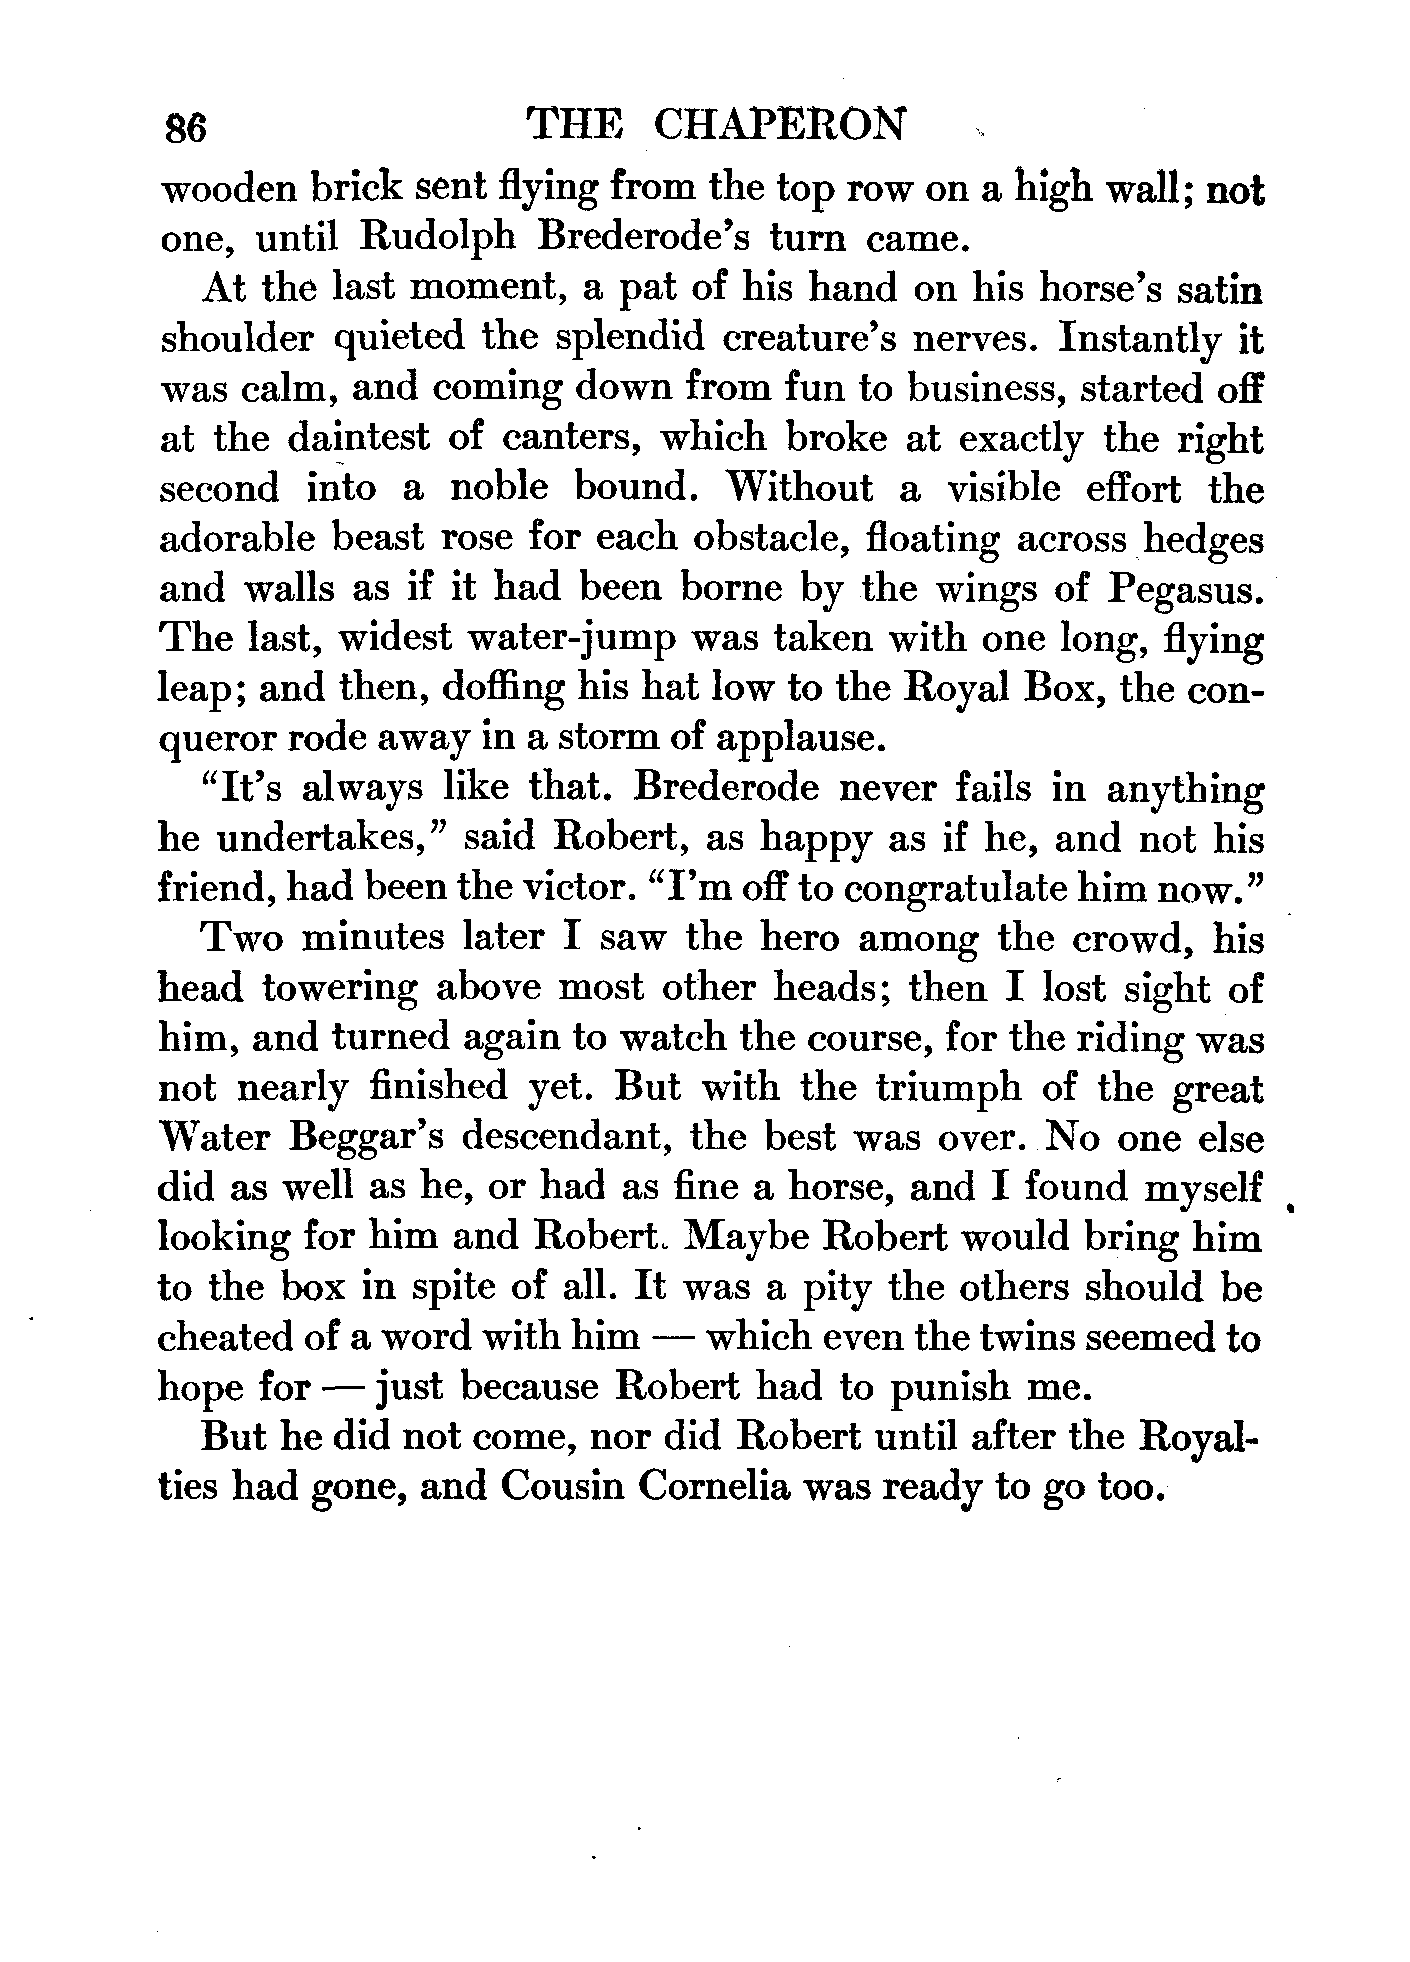 86 THE CHAPERON
wooden brick sent flying from the top row on a high wall; not
one, until Rudolph Brederode's turn came.
At the last moment, a pat of his hand on his horse's satin
shoulder quieted the splendid creature's nerves. Instantly it
was calm, and coming down from fun to business, started off
at the daintest of canters, which broke at exactly the right
second into a noble bound. Without a visible effort the
adorable beast rose for each obstacle, floating across hedges
and walls as if it had been borne by the wings of Pegasus.
The last, widest water-jump was taken with one long, flying
leap; and then, doffing his hat low to the Royal Box, the con-
queror rode away in a storm of applause.
"It's always like that. Brederode never fails in anything
he undertakes," said Robert, as happy as if he, and not his
friend, had been the victor. "I'm off to congratulate him now."
Two minutes later I saw the hero among the crowd, his
head towering above most other heads; then I lost sight of
him, and turned again to watch the course, for the riding was
not nearly finished yet. But with the triumph of the great
Water Beggar's descendant, the best was over. No one else
did as well as he, or had as fine a horse, and I found myself
looking for him and Robert. Maybe Robert would bring him
to the box in spite of all. It was a pity the others should be
cheated of a word with him — which even the twins seemed to
hope for — just because Robert had to punish me.
But he did not come, nor did Robert until after the Royal-
ties had gone, and Cousin Cornelia was ready to go too.